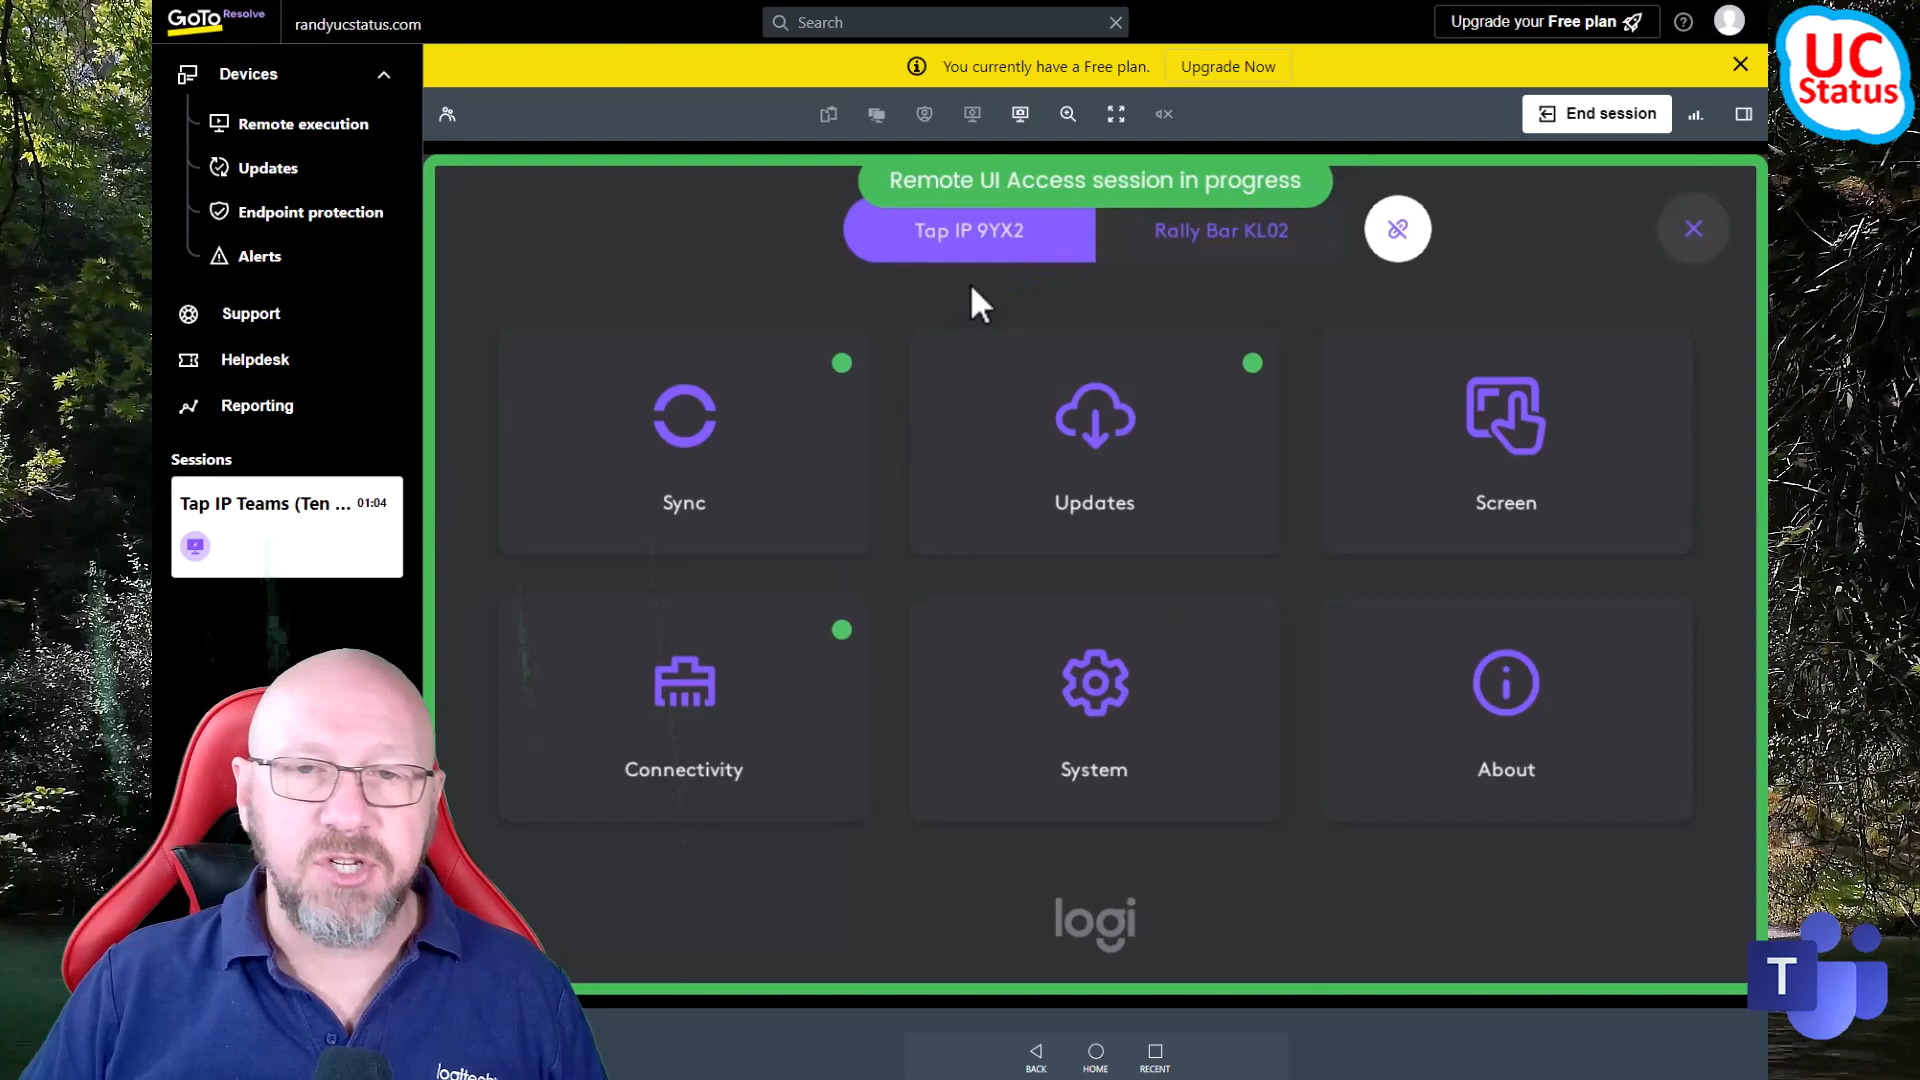 GoTo Resolve
randyucstatus.com
Search
Upgrade your Free plan
UC
Status
Devices
You currently have a Free plan.
Upgrade Now
Remote execution
End session
Updates
Remote UI Access session in progress
Endpoint protection
Tap IP 9YX2
Rally Bar KL02
Alerts
Support
Helpdesk
Reporting
Sessions
Tap IP Teams (Ten ... 01:04
Sync
Updates
Screen
Connectivity
System
About
logi
T
BACK
HOME
RECENT
logitech